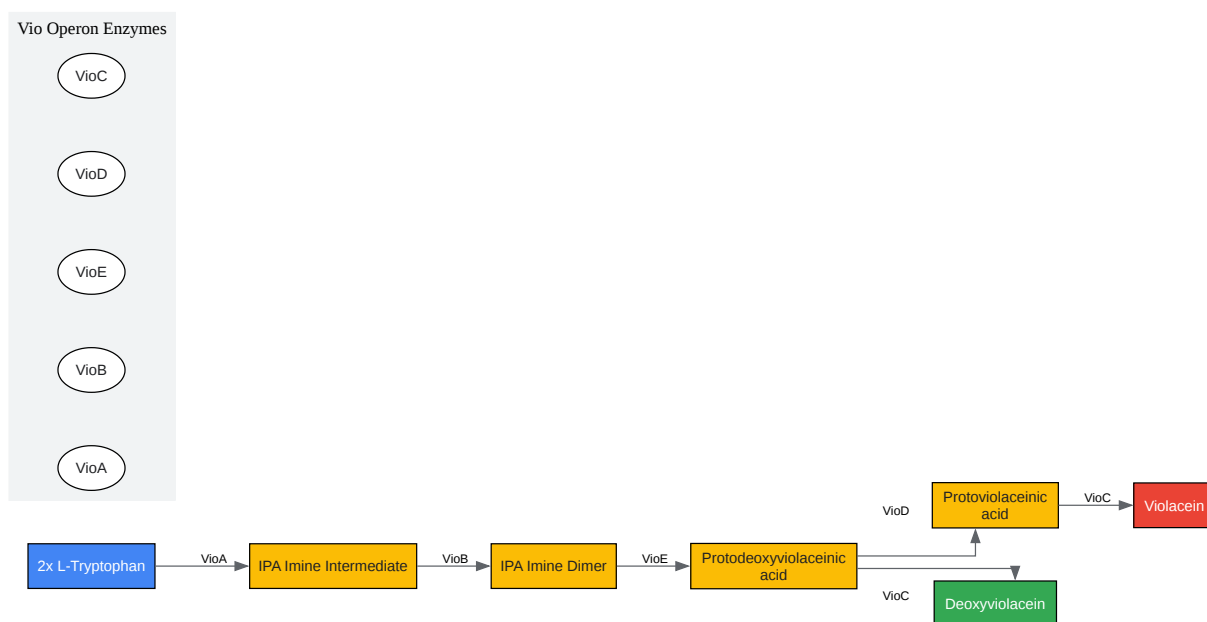 Vio Operon Enzymes
VioC
VioD
VioE
VioB
VioA
2x L-Tryptophan
VioA
IPA Imine Intermediate
VioB
IPA Imine Dimer
VioE
Protodeoxyviolaceinic
acid
VioD
Protoviolaceinic
acid
VioC
Violacein
VioC
Deoxyviolacein